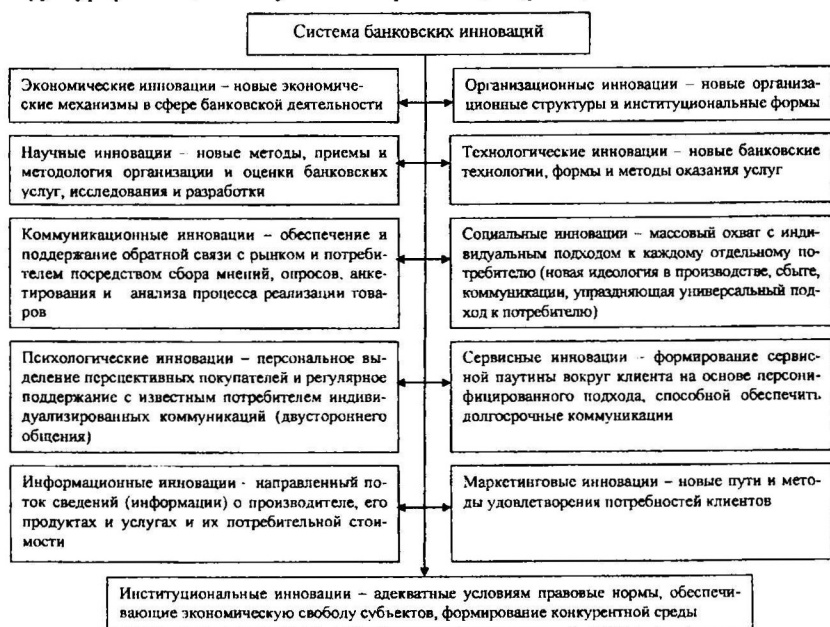 Система банковских инноваций
Экономические инновации – новые экономиче-
ские механизмы в сфере банковской деятельности
Организационные инновации – новые организа-
ционные структуры и институциональные формы
Научные инновации – новые методы, приемы и
методология организации и оценки банковских
услуг, исследования и разработки
Технологические инновации – новые банковские
технологии, формы и методы оказания услуг
Коммуникационные инновации – обеспечение и
поддержание обратной связи с рынком и потреби-
телем посредством сбора мнений, опросов, анке-
тирования и анализа процесса реализации това-
ров
Социальные инновации – массовый охват с инди-
видуальным подходом к каждому отдельному по-
требителю (новая идеология в производстве, сбыте,
коммуникации, упраздняющая универсальный под-
ход к потребителю)
Психологические инновации – персональное вы-
деление перспективных покупателей и регулярное
поддержание с известным потребителем индиви-
дуализированных коммуникаций (двустороннего
общения)
Сервисные инновации - формирование сервис-
ной паутины вокруг клиента на основе персони-
фицированного подхода, способной обеспечить
долгосрочные коммуникации
Информационные инновации - направленный по-
ток сведений (информации) о производителе, его
продуктах и услугах и их потребительной стои-
мости
Маркетинговые инновации – новые пути и мето-
ды удовлетворения потребностей клиентов
Институциональные инновации – адекватные условиям правовые нормы, обеспечи-
вающие экономическую свободу субъектов, формирование конкурентной среды